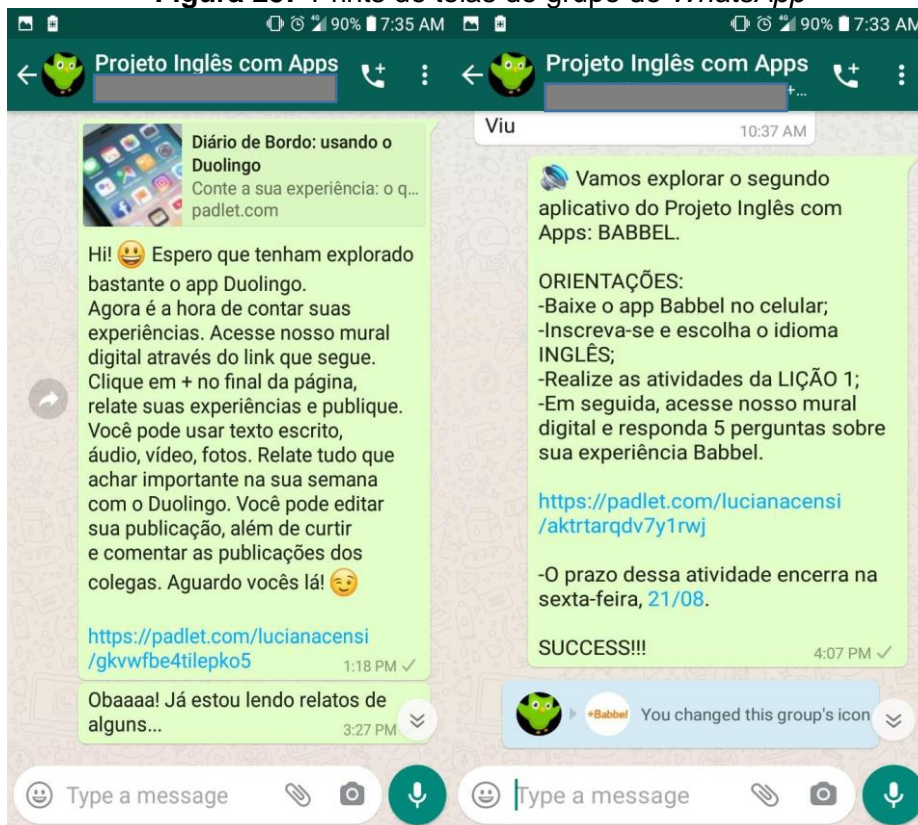 90% 7:35 AM
Projeto Inglês com Apps
Diário de Bordo: usando o
Duolingo
Conte a sua experiência: o q...
padlet.com
Hi! 😃 Espero que tenham explorado
bastante o app Duolingo.
Agora é a hora de contar suas
experiências. Acesse nosso mural
digital através do link que segue.
Clique em + no final da página,
relate suas experiências e publique.
Você pode usar texto escrito,
áudio, vídeo, fotos. Relate tudo que
achar importante na sua semana
com o Duolingo. Você pode editar
sua publicação, além de curtir
e comentar as publicações dos
colegas. Aguardo vocês lá! 😉
https://padlet.com/lucianacensi
/gkvwfbe4tilepko5
1:18 PM
Obaaaa! Já estou lendo relatos de
alguns...
3:27 PM
Type a message
90% 7:33 AM
Projeto Inglês com Apps
+...
Viu
10:37 AM
🔊 Vamos explorar o segundo
aplicativo do Projeto Inglês com
Apps: BABBEL.
ORIENTAÇÕES:
-Baixe o app Babbel no celular;
-Inscreva-se e escolha o idioma
INGLÊS;
-Realize as atividades da LIÇÃO 1;
-Em seguida, acesse nosso mural
digital e responda 5 perguntas sobre
sua experiência Babbel.
https://padlet.com/lucianacensi
/aktrtarqdv7y1rwj
-O prazo dessa atividade encerra na
sexta-feira, 21/08.
SUCCESS!!!
4:07 PM
+Babbel
You changed this group's icon
Type a message